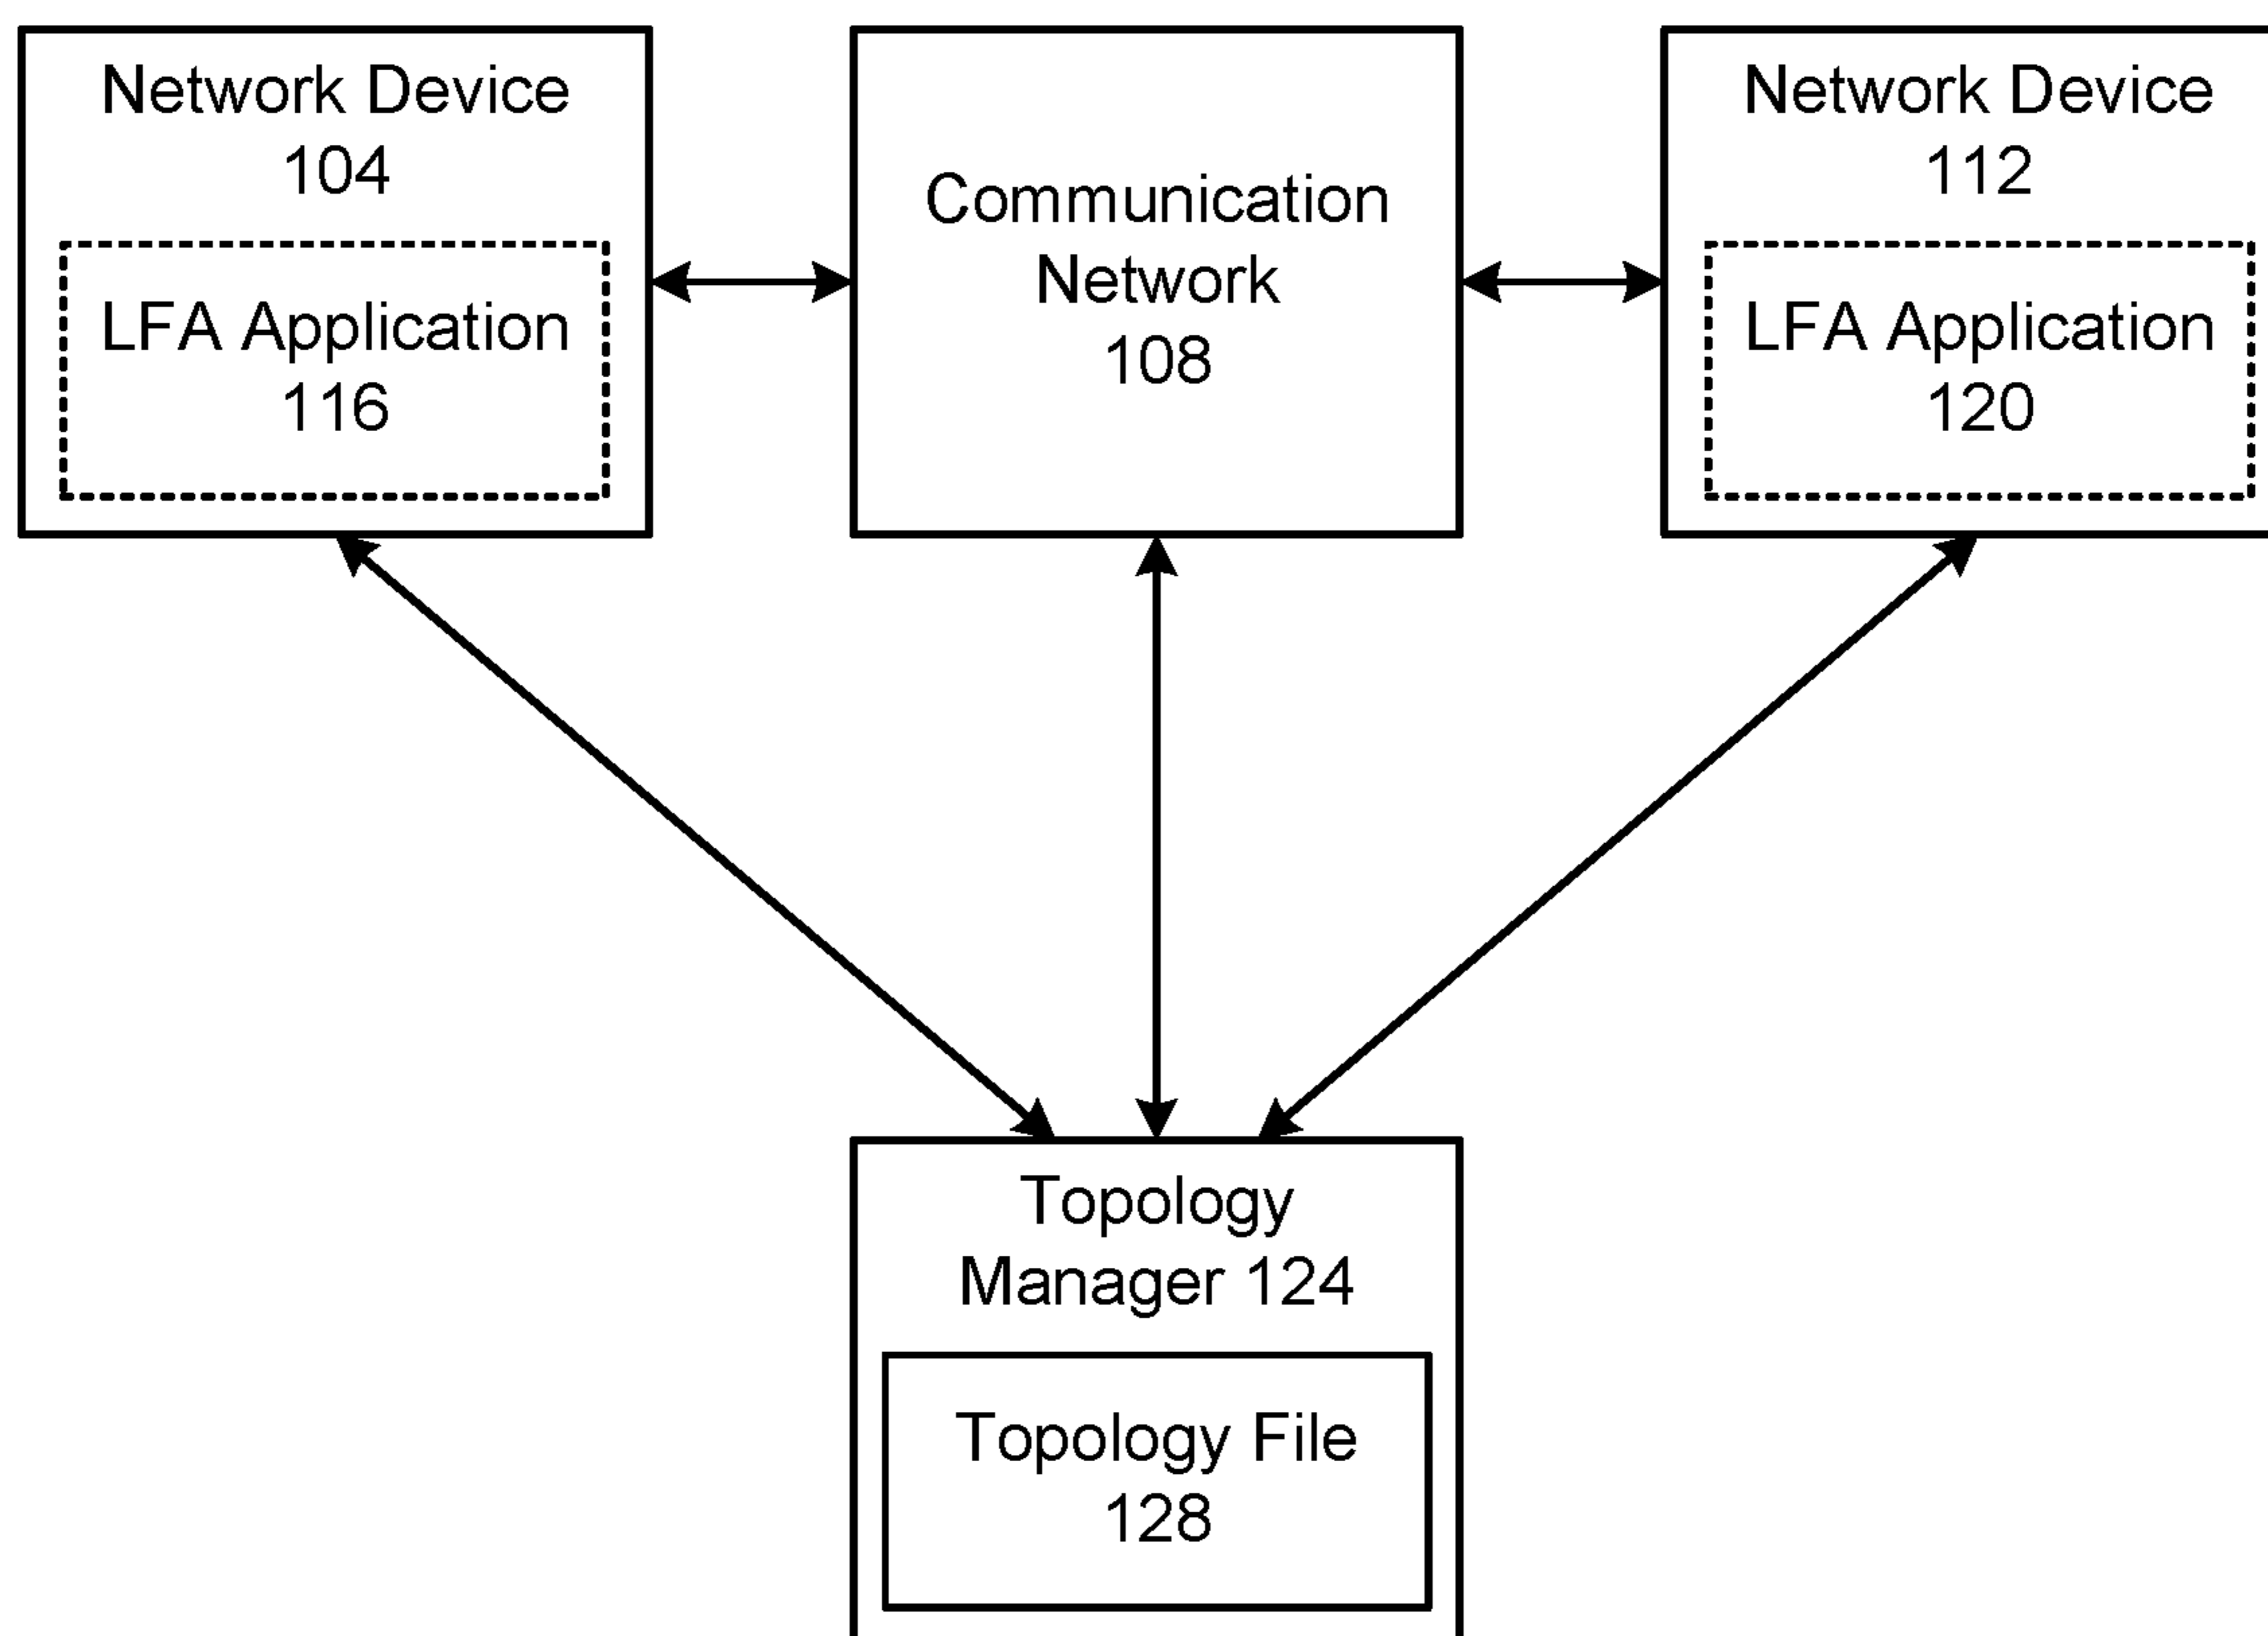 Network Device
104
LFA Application
116
Communication
Network
108
Network Device
112
LFA Application
120
Topology
Manager 124
Topology File
128